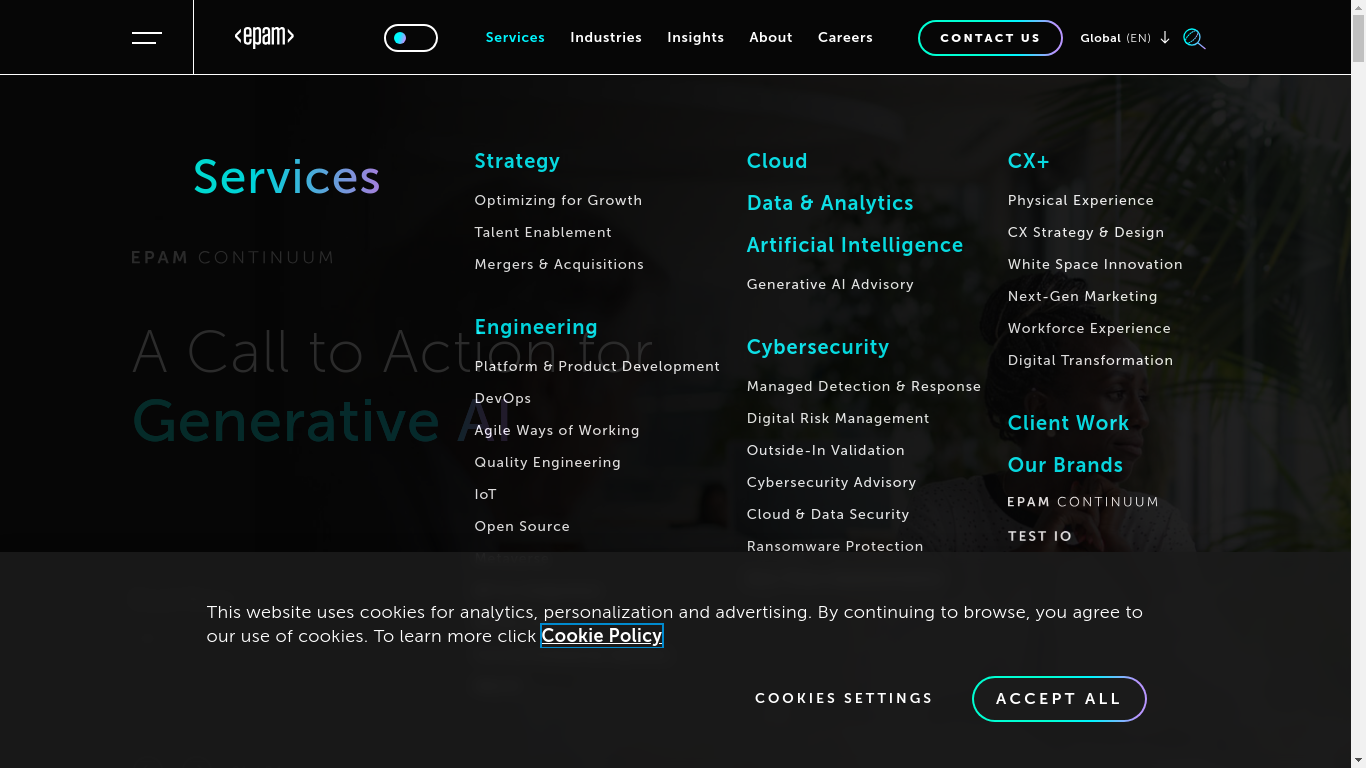 <epam>
Services
Industries
Insights
About
Careers
CONTACT US
Global (EN)
Services
EPAM CONTINUUM
A Call to Action for
Generative AI
Strategy
Optimizing for Growth
Talent Enablement
Mergers & Acquisitions
Engineering
Platform & Product Development
DevOps
Agile Ways of Working
Quality Engineering
IoT
Open Source
Cloud
Data & Analytics
Artificial Intelligence
Generative AI Advisory
Cybersecurity
Managed Detection & Response
Digital Risk Management
Outside-In Validation
Cybersecurity Advisory
Cloud & Data Security
Ransomware Protection
CX+
Physical Experience
CX Strategy & Design
White Space Innovation
Next-Gen Marketing
Workforce Experience
Digital Transformation
Client Work
Our Brands
EPAM CONTINUUM
TEST IO
This website uses cookies for analytics, personalization and advertising. By continuing to browse, you agree to
our use of cookies. To learn more click Cookie Policy
COOKIES SETTINGS
ACCEPT ALL